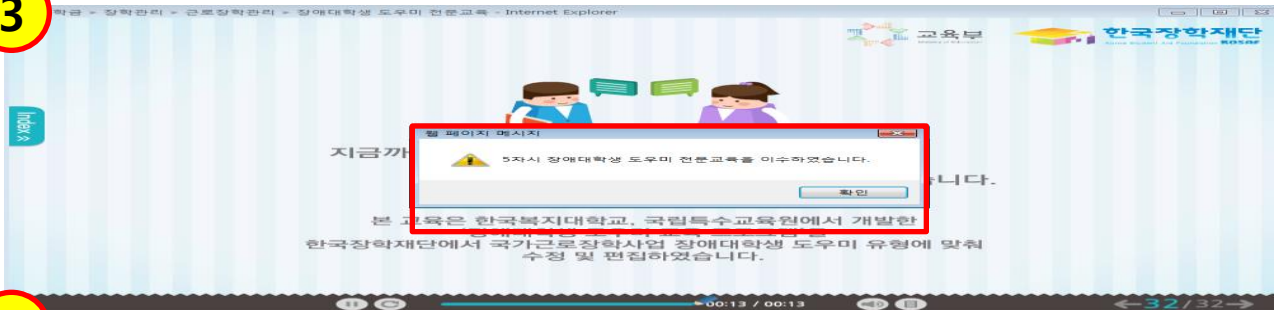 3
학금 > 장학관리 > 근로장학관리 > 장애대학생 도우미 전문교육 - Internet Explorer
교육부
한국장학재단
KOSAF
Index »
웹 페이지 메시지
지금까
5차시 장애대학생 도우미 전문교육을 이수하였습니다.
니다.
확인
본 교육은 한국복지대학교, 국립특수교육원에서 개발한
한국장학재단에서 국가근로장학사업 장애대학생 도우미 유형에 맞춰
수정 및 편집하였습니다.
00:13 / 00:13
32/32